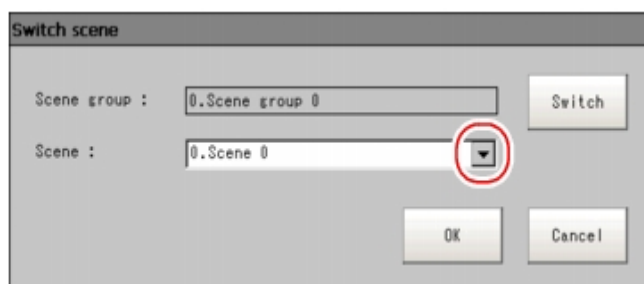 Switch scene
Scene group : 0.Scene group 0 Switch
Scene : 0.Scene 0
OK Cancel